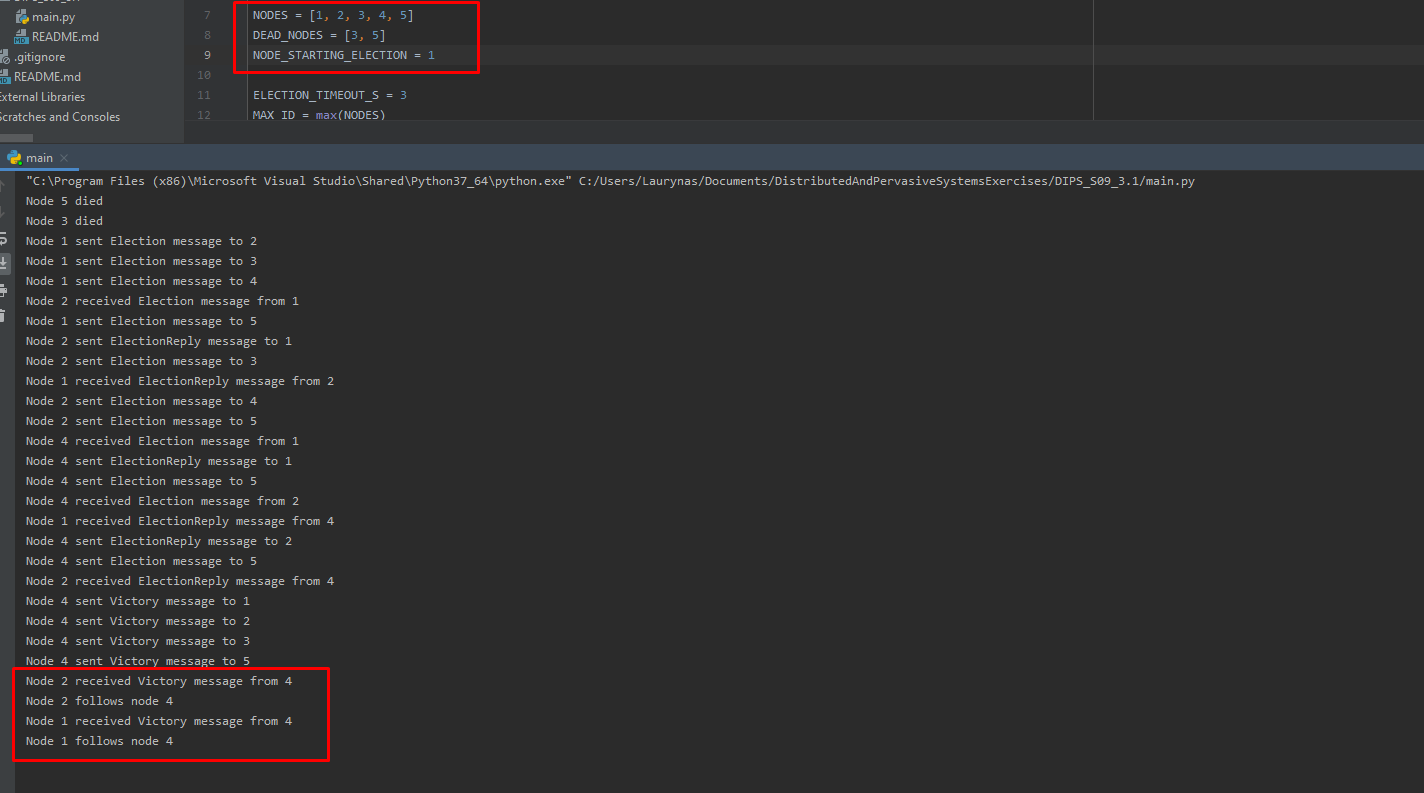 main.py
README.md
.gitignore
README.md
External Libraries
Scratches and Consoles
7 NODES = [1, 2, 3, 4, 5]
8 DEAD_NODES = [3, 5]
9 NODE_STARTING_ELECTION = 1
10
11 ELECTION_TIMEOUT_S = 3
12 MAX_ID = max(NODES)
main
"C:\Program Files (x86)\Microsoft Visual Studio\Shared\Python37_64\python.exe" C:/Users/Laurynas/Documents/DistributedAndPervasiveSystemsExercises/DIPS_S09_3.1/main.py
Node 5 died
Node 3 died
Node 1 sent Election message to 2
Node 1 sent Election message to 3
Node 1 sent Election message to 4
Node 2 received Election message from 1
Node 1 sent Election message to 5
Node 2 sent ElectionReply message to 1
Node 2 sent Election message to 3
Node 1 received ElectionReply message from 2
Node 2 sent Election message to 4
Node 2 sent Election message to 5
Node 4 received Election message from 1
Node 4 sent ElectionReply message to 1
Node 4 sent Election message to 5
Node 4 received Election message from 2
Node 1 received ElectionReply message from 4
Node 4 sent ElectionReply message to 2
Node 4 sent Election message to 5
Node 2 received ElectionReply message from 4
Node 4 sent Victory message to 1
Node 4 sent Victory message to 2
Node 4 sent Victory message to 3
Node 4 sent Victory message to 5
Node 2 received Victory message from 4
Node 2 follows node 4
Node 1 received Victory message from 4
Node 1 follows node 4